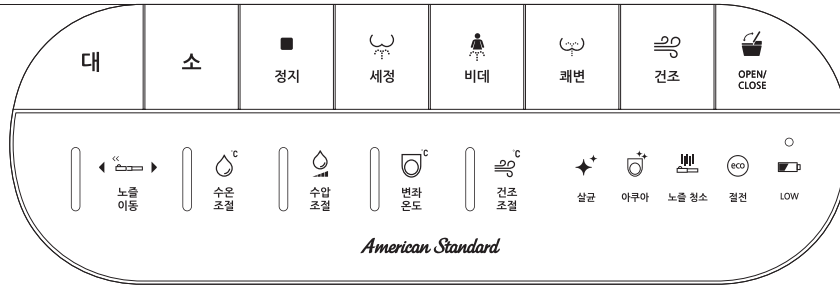 대
소
정지
세정
비데
쾌변
건조
OPEN/
CLOSE
노즐
이동
°C
수온
조절
수압
조절
°C
변좌
온도
°C
건조
조절
살균
아쿠아
노즐 청소
eco
절전
LOW
American Standard